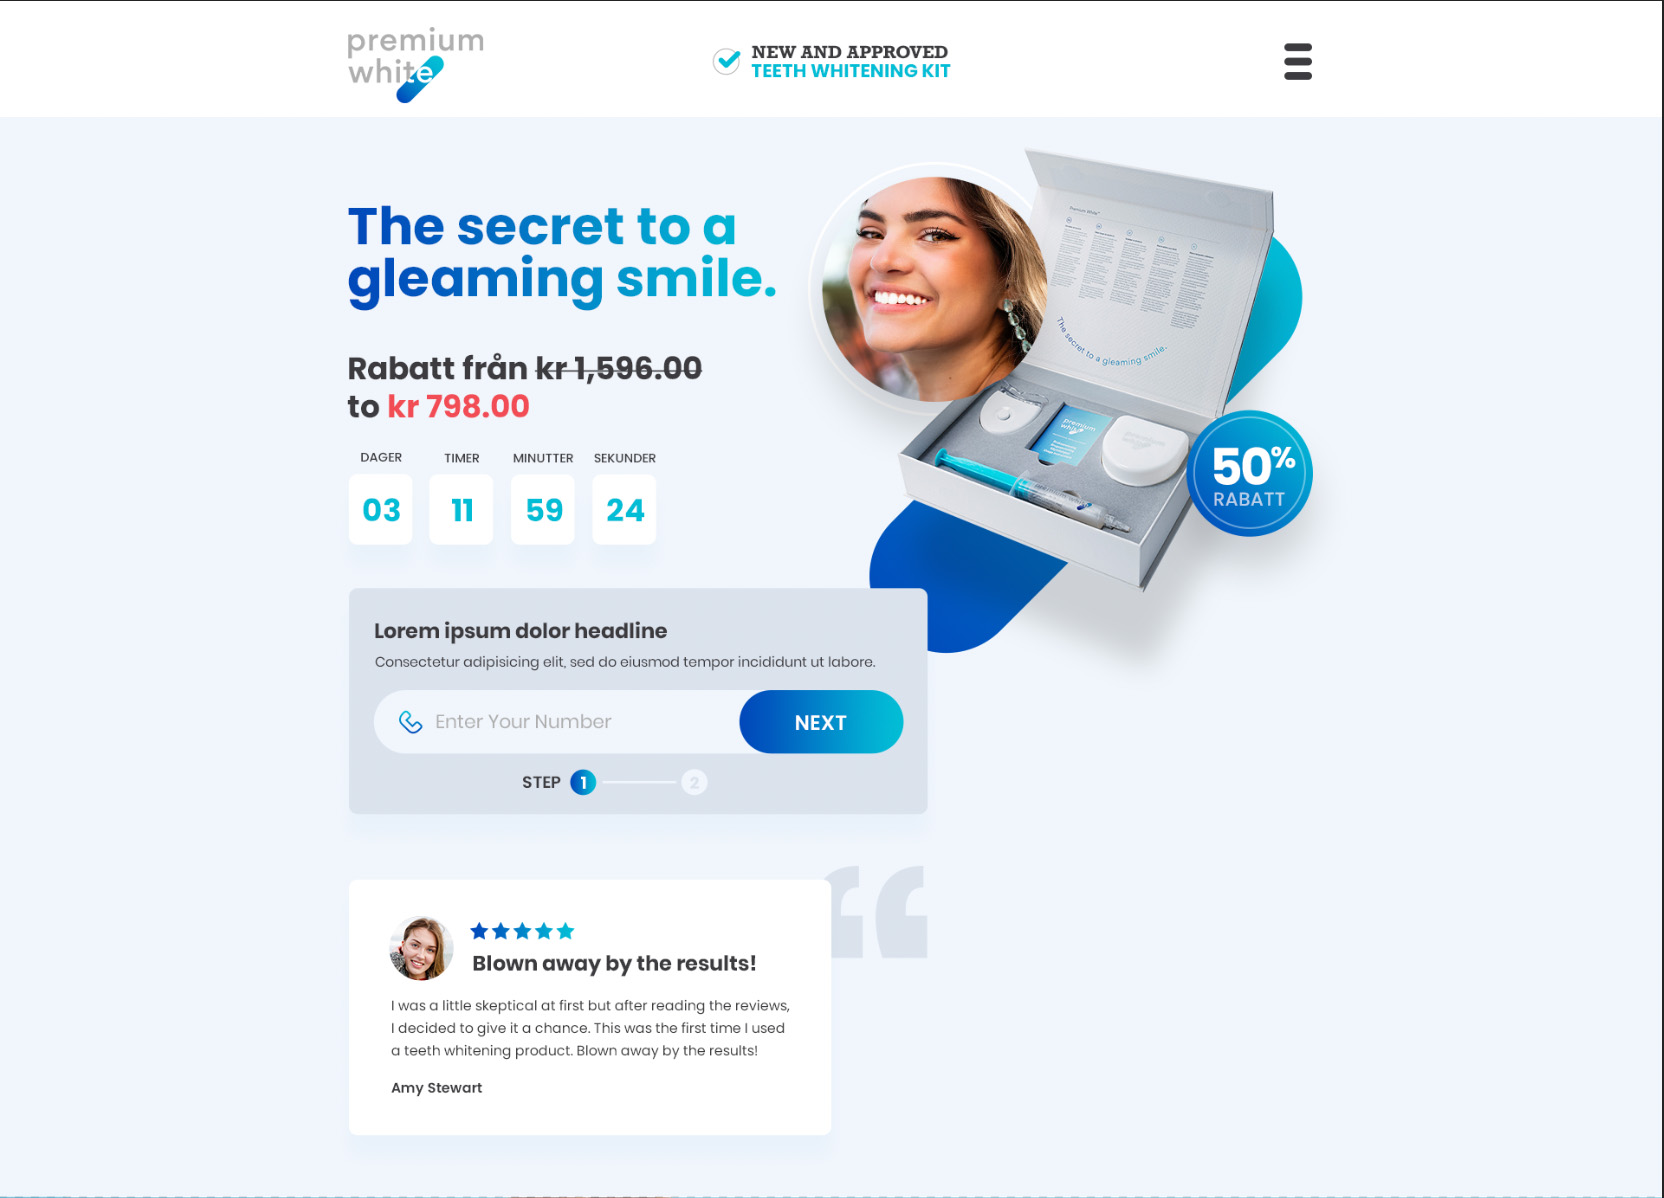 premium
white
NEW AND APPROVED
TEETH WHITENING KIT
The secret to a
gleaming smile.
Rabatt från kr 1,596.00
to kr 798.00
DAGER TIMER MINUTTER SEKUNDER
03 11 59 24
Premium White
The secret to a gleaming smile.
premium
white
50%
RABATT
Lorem ipsum dolor headline
Consectetur adipisicing elit, sed do eiusmod tempor incididunt ut labore.
Enter Your Number
NEXT
STEP 1 2
“
Blown away by the results!
I was a little skeptical at first but after reading the reviews,
I decided to give it a chance. This was the first time I used
a teeth whitening product. Blown away by the results!
Amy Stewart